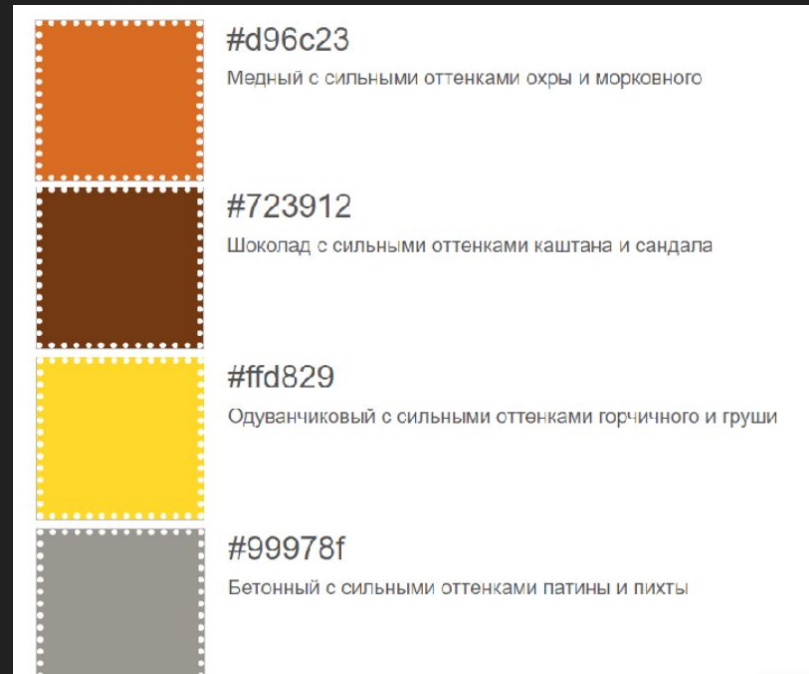 #d96c23
Медный с сильными оттенками охры и морковного
#723912
Шоколад с сильными оттенками каштана и сандала
#ffd829
Одуванчиковый с сильными оттенками горчичного и груши
#99978f
Бетонный с сильными оттенками патины и пихты